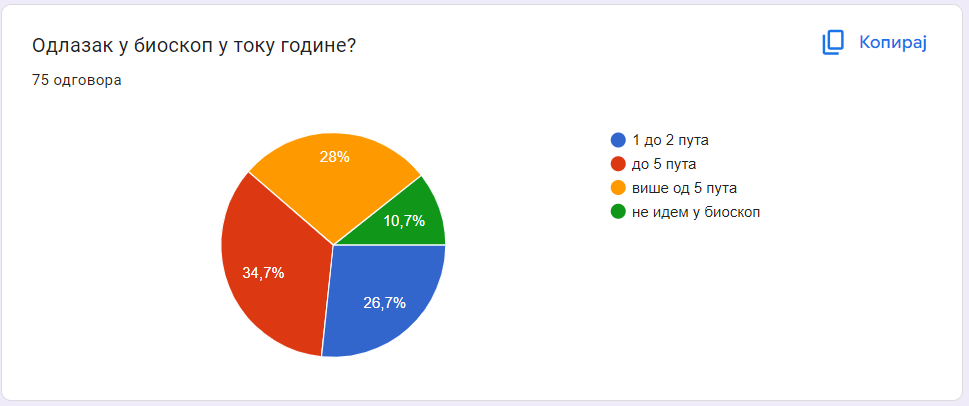 Одлазак у биоскоп у току године?
Копирај
75 одговора
28%
10,7%
34,7%
26,7%
1 до 2 пута
до 5 пута
више од 5 пута
не идем у биоскоп